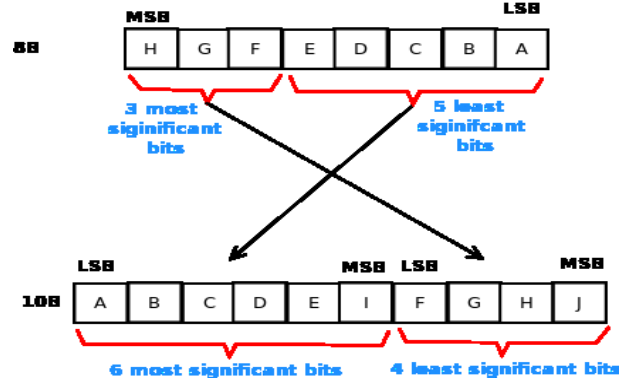 MSB
LSB
8B
H G F E D C B A
3 most
siginificant
bits
5 least
siginifcant
bits
LSB
MSB
LSB
MSB
10B
A B C D E I F G H J
6 most significant bits
4 least significant bits